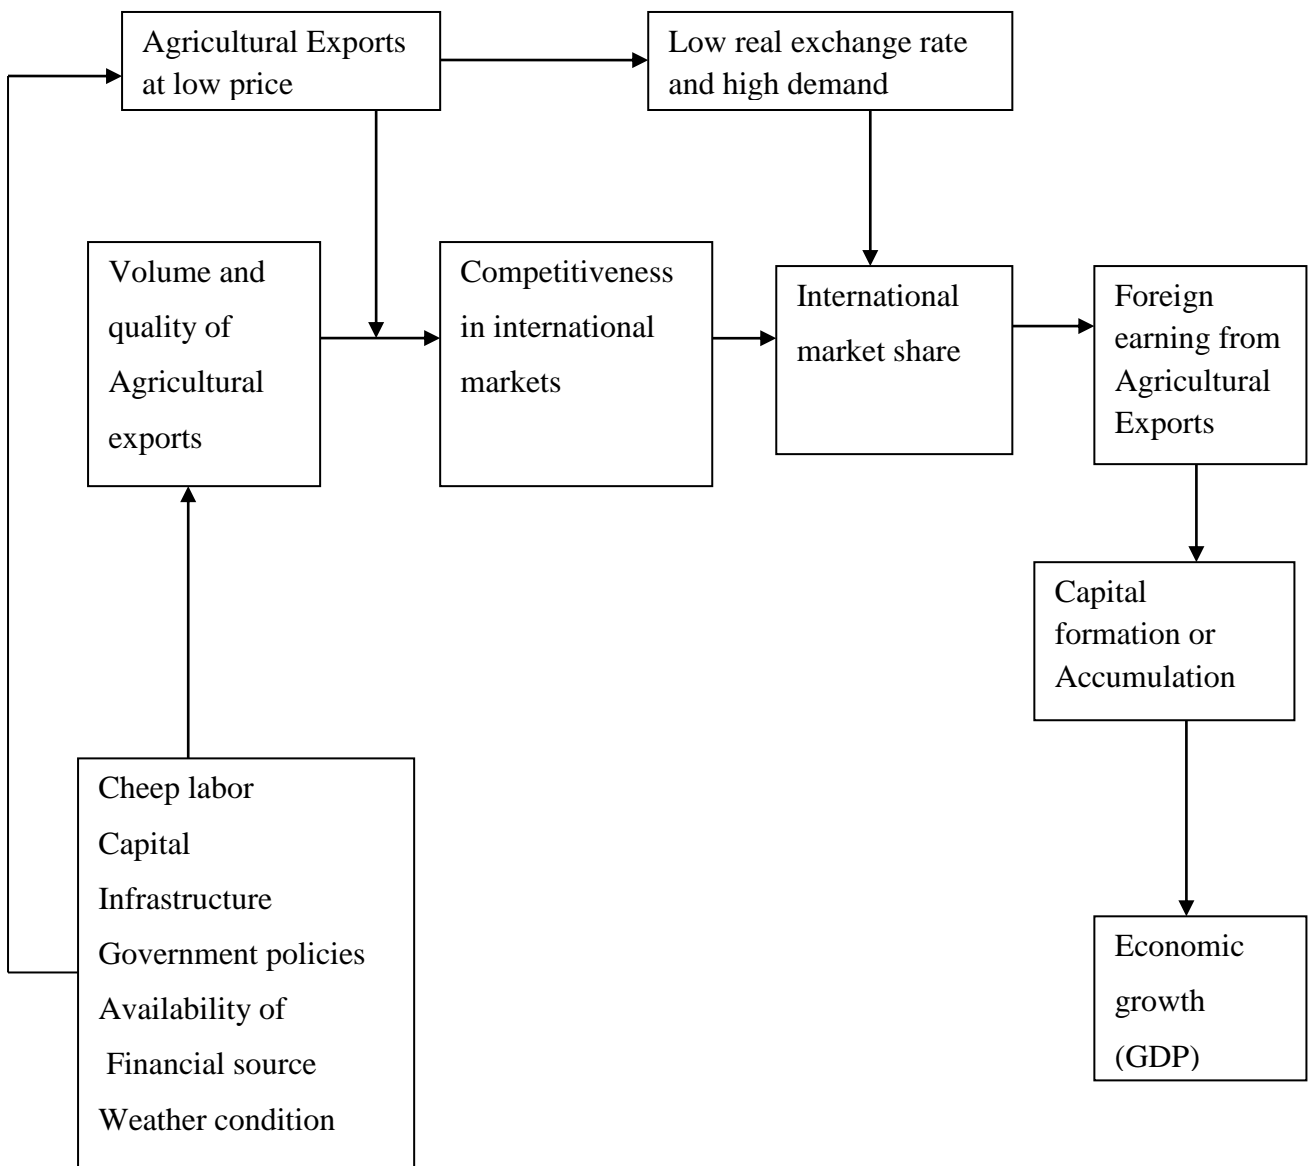 Agricultural Exports
at low price
Low real exchange rate
and high demand
Volume and
quality of
Agricultural
exports
Competitiveness
in international
markets
International
market share
Foreign
earning from
Agricultural
Exports
Capital
formation or
Accumulation
Cheep labor
Capital
Infrastructure
Government policies
Availability of
Financial source
Weather condition
Economic
growth
(GDP)